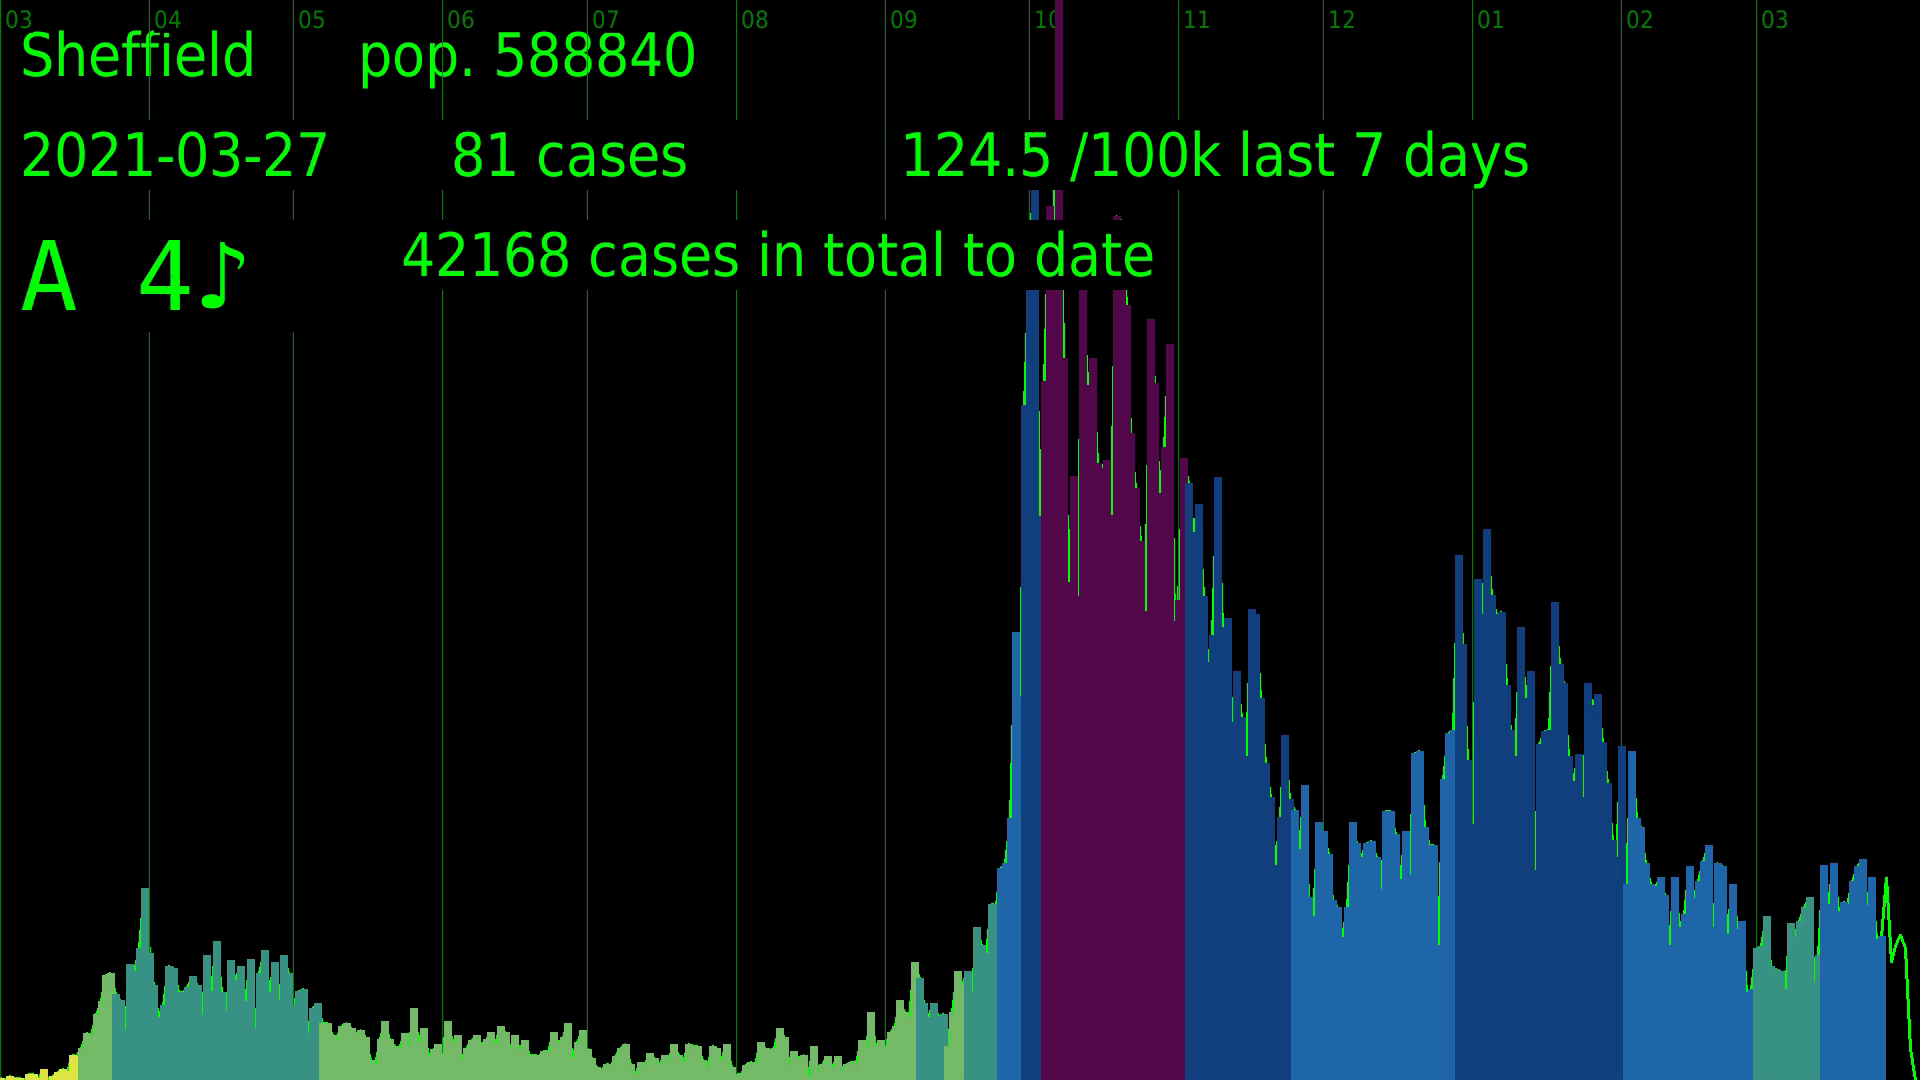 03 04 05 06 07 08 09 10 11 12 01 02 03
Sheffield pop. 588840
2021-03-27 81 cases 124.5 /100k last 7 days
A 4♪ 42168 cases in total to date